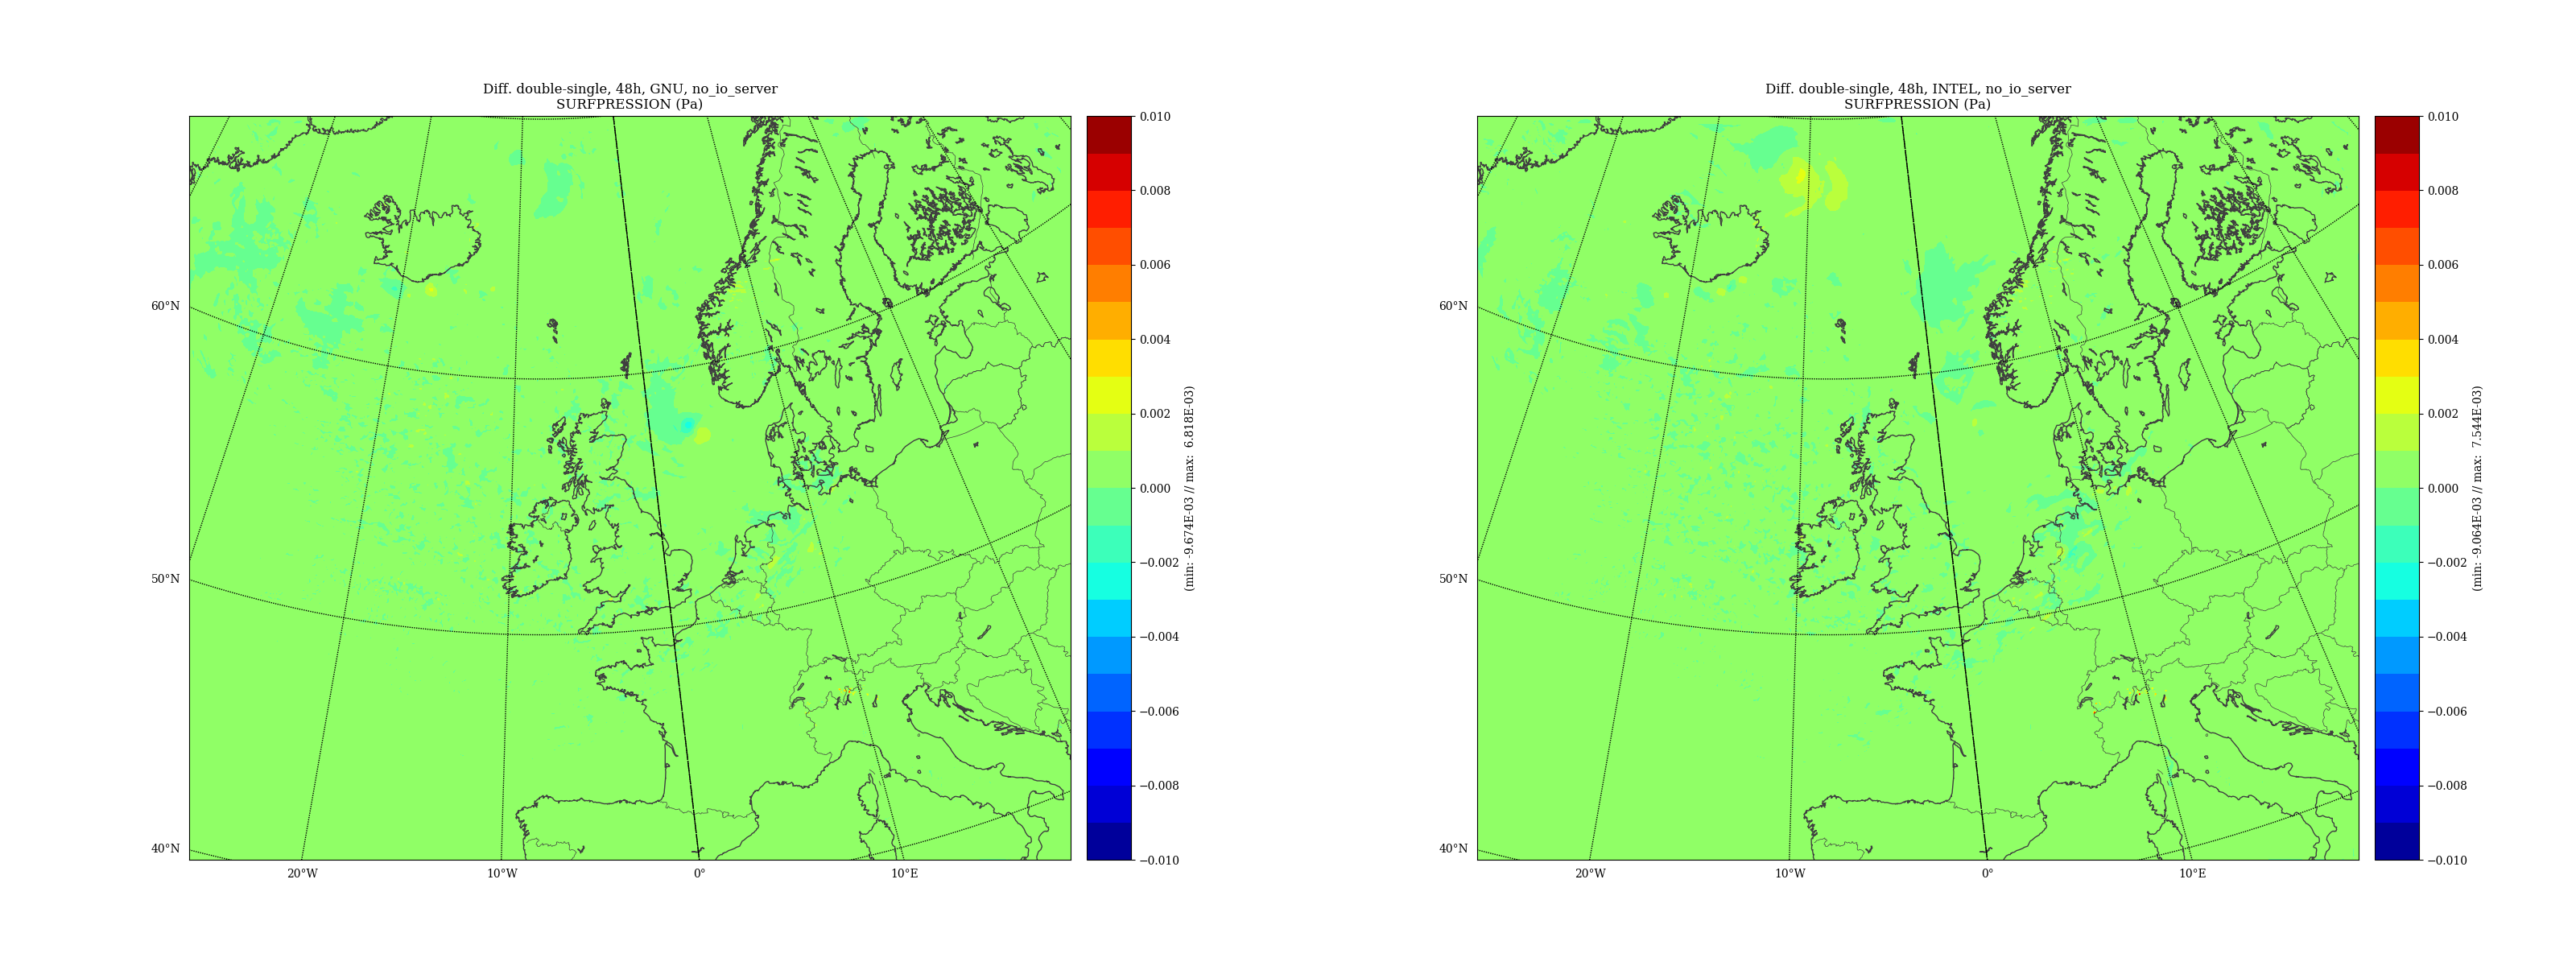 Diff. double-single, 48h, GNU, no_io_server
SURFPRESSION (Pa)
60°N
50°N
40°N
20°W
10°W
0°
10°E
0.010
0.008
0.006
0.004
0.002
0.000
−0.002
−0.004
−0.006
−0.008
−0.010
(min: -9.674E-03 // max:  6.818E-03)
Diff. double-single, 48h, INTEL, no_io_server
SURFPRESSION (Pa)
60°N
50°N
40°N
20°W
10°W
0°
10°E
0.010
0.008
0.006
0.004
0.002
0.000
−0.002
−0.004
−0.006
−0.008
−0.010
(min: -9.064E-03 // max:  7.544E-03)